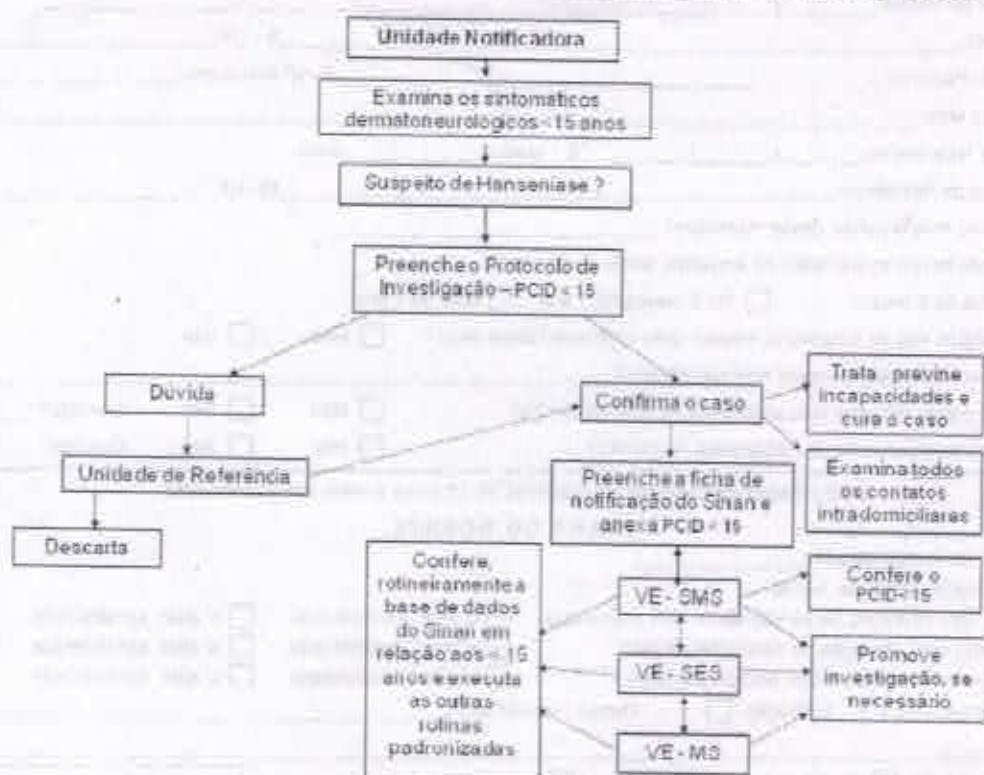 Unidade Notificadora
Examina os sintomáticos
dermatoneurológicos < 15 anos
Suspeito de Hanseníase ?
Preenche o Protocolo de
Investigação – PCID < 15
Dúvida
Confirma o caso
Trata, previne
incapacidades e
cura o caso
Unidade de Referência
Preenche a ficha de
notificação do Sinan e
anexa PCID < 15
Examina todos
os contatos
intradomiciliares
Descarta
Confere,
rotineiramente a
base de dados
do Sinan em
relação aos < 15
anos e executa
as outras
rotinas
padronizadas
VE - SMS
Confere o
PCID<15
VE - SES
Promove
investigação, se
necessário
VE - MS